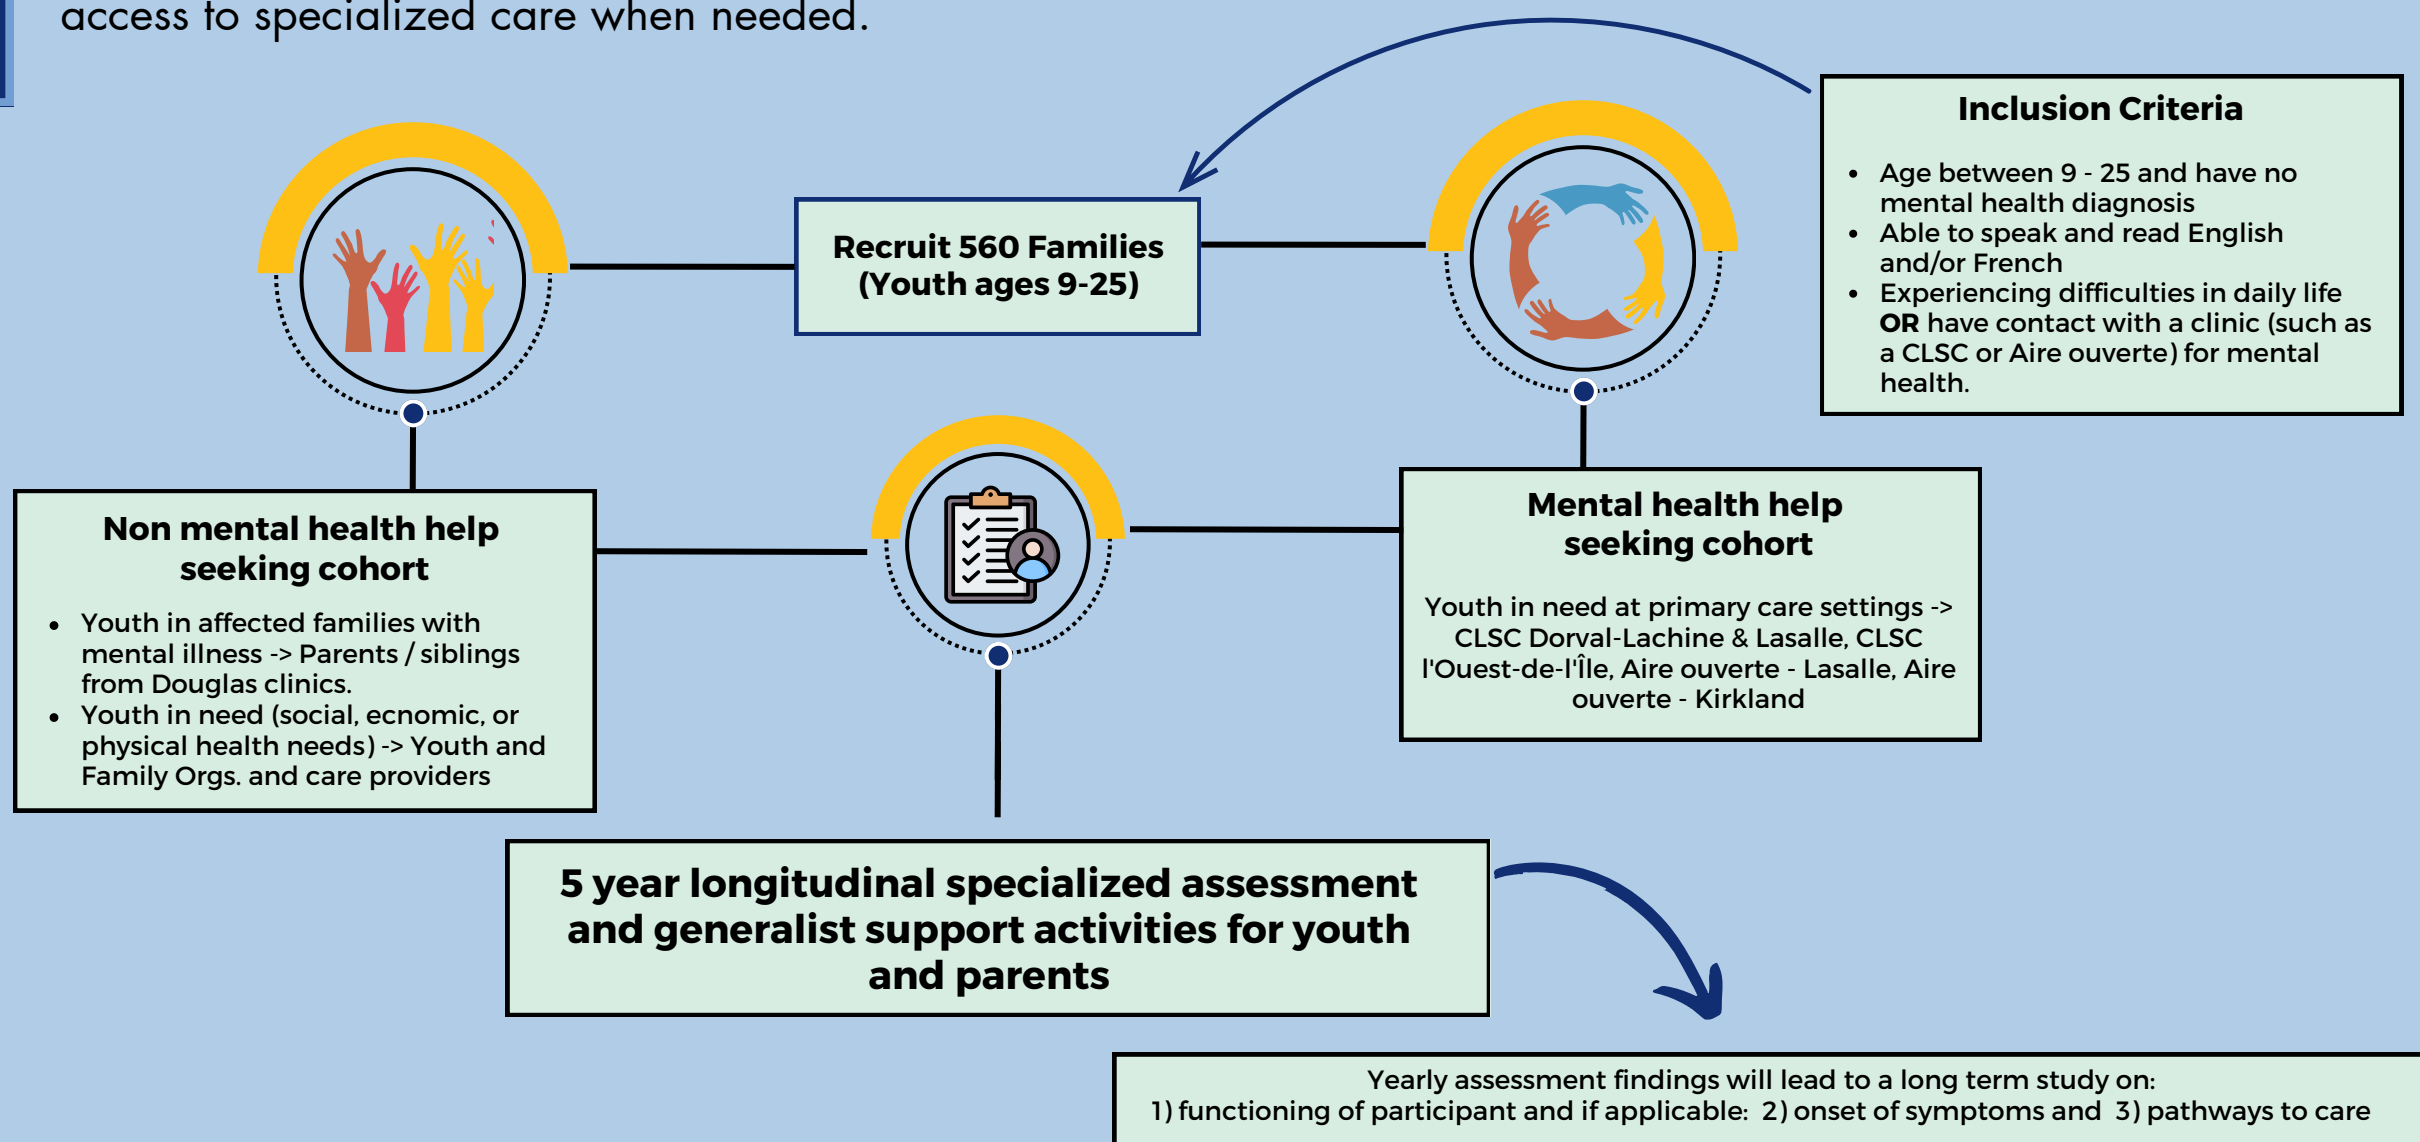 access to specialized care when needed.
Inclusion Criteria
• Age between 9 - 25 and have no
mental health diagnosis
• Able to speak and read English
and/or French
• Experiencing difficulties in daily life
OR have contact with a clinic (such as
a CLSC or Aire ouverte) for mental
health.
Recruit 560 Families
(Youth ages 9-25)
Non mental health help
seeking cohort
• Youth in affected families with
mental illness -> Parents / siblings
from Douglas clinics.
• Youth in need (social, ecnomic, or
physical health needs) -> Youth and
Family Orgs. and care providers
Mental health help
seeking cohort
Youth in need at primary care settings ->
CLSC Dorval-Lachine & Lasalle, CLSC
l'Ouest-de-l'Île, Aire ouverte - Lasalle, Aire
ouverte - Kirkland
5 year longitudinal specialized assessment
and generalist support activities for youth
and parents
Yearly assessment findings will lead to a long term study on:
1) functioning of participant and if applicable: 2) onset of symptoms and 3) pathways to care